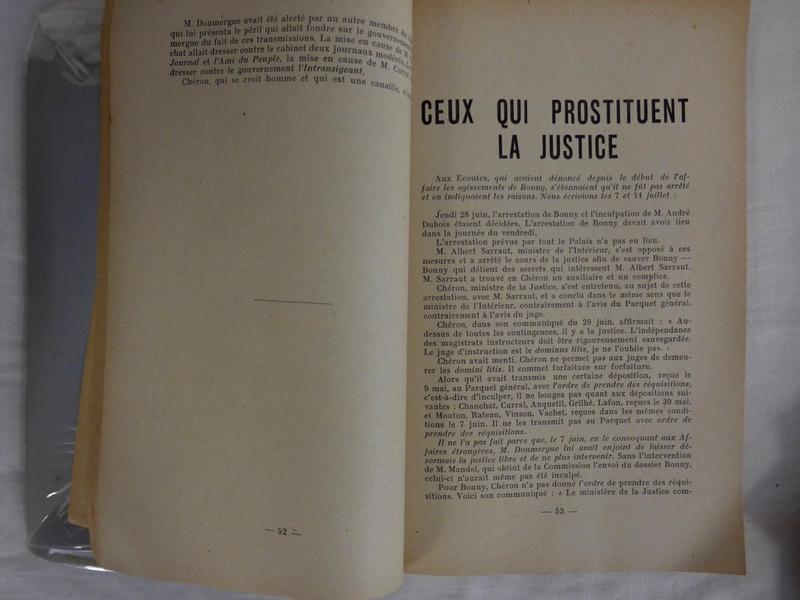 M. Doumergue avait été alerté par un autre membre du
qui lui présenta le péril qui allait fondre sur le gouvernement
mergue du fait de ces transmissions. La mise en cause de M.
chat allait dresser contre le cabinet deux journaux modérés,
Journal et l'Ami du Peuple, la mise en cause de M. Curral,
dresser contre le gouvernement l'Intransigeant.
Chéron, qui se croit homme et qui est une canaille,
— 52 —
CEUX QUI PROSTITUENT
LA JUSTICE
Aux Ecoutes, qui avaient dénoncé depuis le début de l'af-
faire les agissements de Bonny, s'étonnaient qu'il ne fût pas arrêté
et en indiquaient les raisons. Nous écrivions les 7 et 14 juillet :
Jeudi 28 juin, l'arrestation de Bonny et l'inculpation de M. André
Dubois étaient décidées. L'arrestation de Bonny devait avoir lieu
dans la journée du vendredi.
L'arrestation prévue par tout le Palais n'a pas eu lieu.
M. Albert Sarraut, ministre de l'Intérieur, s'est opposé à ces
mesures et a arrêté le cours de la justice afin de sauver Bonny —
Bonny qui détient des secrets qui intéressent M. Albert Sarraut.
M. Sarraut a trouvé en Chéron un auxiliaire et un complice.
Chéron, ministre de la Justice, s'est entretenu, au sujet de cette
arrestation, avec M. Sarraut, et a conclu dans le même sens que le
ministre de l'Intérieur, contrairement à l'avis du Parquet général,
contrairement à l'avis du juge.
Chéron, dans son communiqué du 20 juin, affirmait : « Au-
dessus de toutes les contingences, il y a la justice. L'indépendance
des magistrats instructeurs doit être rigoureusement sauvegardée.
Le juge d'instruction est le dominus litis, je ne l'oublie pas. »
Chéron avait menti. Chéron ne permet pas aux juges de demeu-
rer les domini litis. Il commet forfaiture sur forfaiture.
Alors qu'il avait transmis une certaine déposition, reçue le
9 mai, au Parquet général, avec l'ordre de prendre des réquisitions,
c'est-à-dire d'inculper, il ne bougea pas quant aux dépositions sui-
vantes : Chauchat, Curral, Anquetil, Grilhé, Lafon, reçues le 30 mai,
et Mouton, Rateau, Vinson, Vachet, reçues dans les mêmes condi-
tions le 7 juin. Il ne les transmit pas au Parquet avec ordre de
prendre des réquisitions.
Il ne l'a pas fait parce que, le 7 juin, en le convoquant aux Af-
faires étrangères, M. Doumergue lui avait enjoint de laisser dé-
sormais la justice libre et de ne plus intervenir. Sans l'intervention
de M. Mandel, qui obtint de la Commission l'envoi du dossier Bonny,
celui-ci n'aurait même pas été inculpé.
Pour Bonny, Chéron n'a pas donné l'ordre de prendre des réqui-
sitions. Voici son communiqué : « Le ministère de la Justice com-
— 53 —